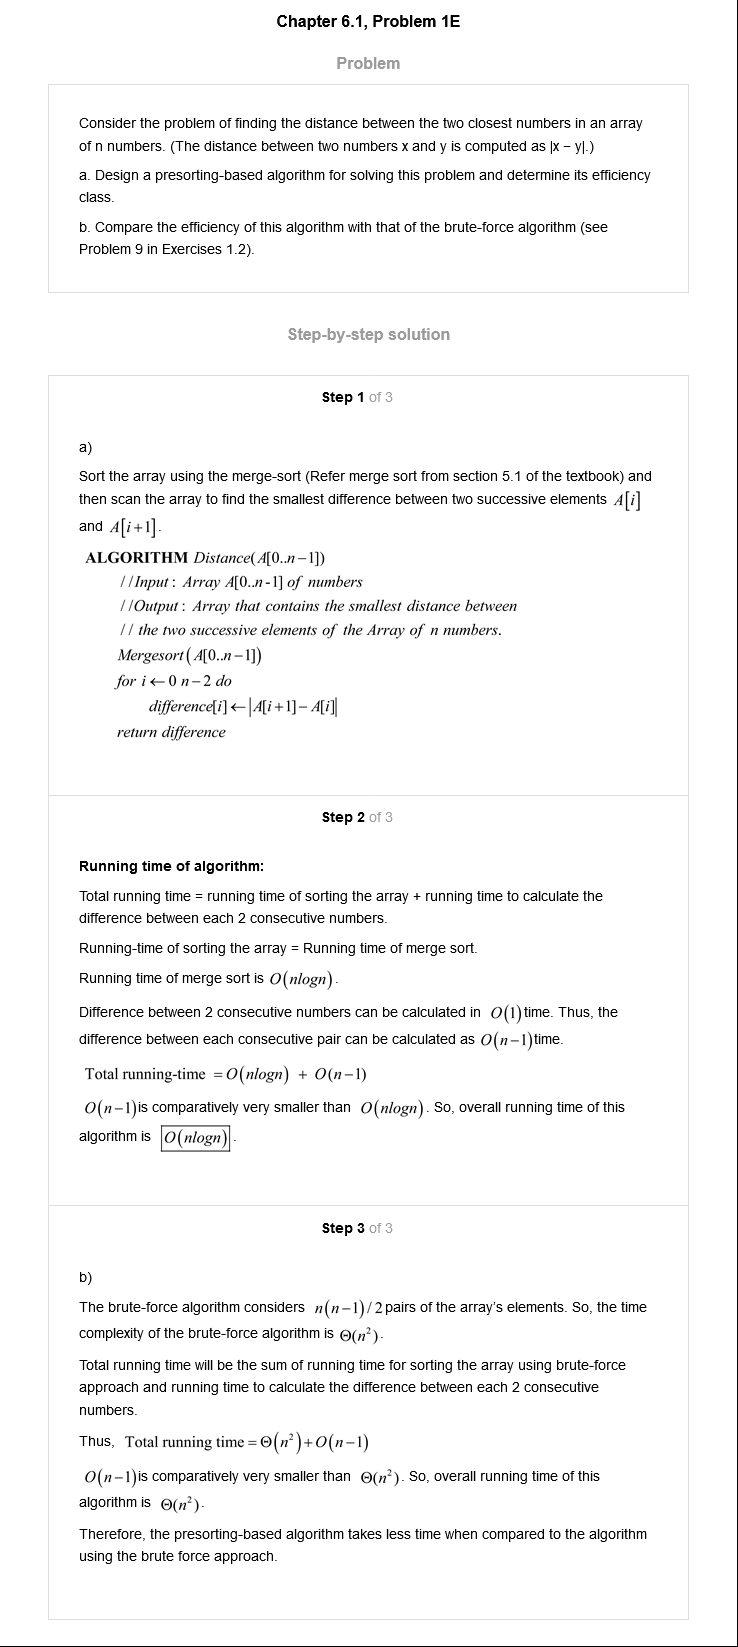 Chapter 6.1, Problem 1E
Problem
Consider the problem of finding the distance between the two closest numbers in an array
of n numbers. (The distance between two numbers x and y is computed as |x − y|.)
a. Design a presorting-based algorithm for solving this problem and determine its efficiency
class.
b. Compare the efficiency of this algorithm with that of the brute-force algorithm (see
Problem 9 in Exercises 1.2).
Step-by-step solution
Step 1 of 3
a)
Sort the array using the merge-sort (Refer merge sort from section 5.1 of the textbook) and
then scan the array to find the smallest difference between two successive elements A[i]
and A[i+1].
ALGORITHM Distance(A[0..n−1])
//Input : Array A[0..n-1] of numbers
//Output : Array that contains the smallest distance between
// the two successive elements of the Array of n numbers.
Mergesort(A[0..n−1])
for i ← 0 n−2 do
difference[i] ← |A[i+1]− A[i]|
return difference
Step 2 of 3
Running time of algorithm:
Total running time = running time of sorting the array + running time to calculate the
difference between each 2 consecutive numbers.
Running-time of sorting the array = Running time of merge sort.
Running time of merge sort is O(nlogn).
Difference between 2 consecutive numbers can be calculated in O(1) time. Thus, the
difference between each consecutive pair can be calculated as O(n−1) time.
Total running-time = O(nlogn) + O(n−1)
O(n−1) is comparatively very smaller than O(nlogn). So, overall running time of this
algorithm is O(nlogn).
Step 3 of 3
b)
The brute-force algorithm considers n(n−1)/2 pairs of the array's elements. So, the time
complexity of the brute-force algorithm is Θ(n²).
Total running time will be the sum of running time for sorting the array using brute-force
approach and running time to calculate the difference between each 2 consecutive
numbers.
Thus, Total running time = Θ(n²)+O(n−1)
O(n−1) is comparatively very smaller than Θ(n²). So, overall running time of this
algorithm is Θ(n²).
Therefore, the presorting-based algorithm takes less time when compared to the algorithm
using the brute force approach.